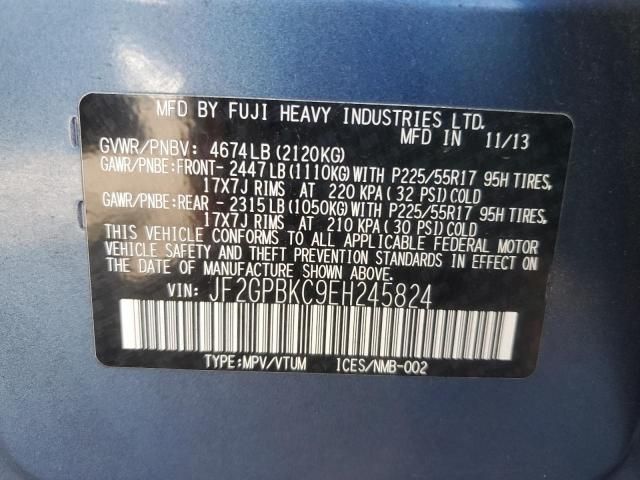 MFD BY FUJI HEAVY INDUSTRIES LTD.
MFD IN 11/13
GVWR/PNBV: 4674LB(2120KG)
GAWR/PNBE:FRONT-2447LB(1110KG)WITH P225/55R17 95H TIRES,
17X7J RIMS AT 220 KPA(32 PSI)COLD
GAWR/PNBE:REAR -2315LB(1050KG)WITH P225/55R17 95H TIRES,
17X7J RIMS AT 210 KPA(30 PSI)COLD
THIS VEHICLE CONFORMS TO ALL APPLICABLE FEDERAL MOTOR
VEHICLE SAFETY AND THEFT PREVENTION STANDARDS IN EFFECT
ON THE DATE OF MANUFACTURE SHOWN ABOVE.
VIN: JF2GPBKC9EH245824
TYPE:MPV/VTUM ICES/NMB-002